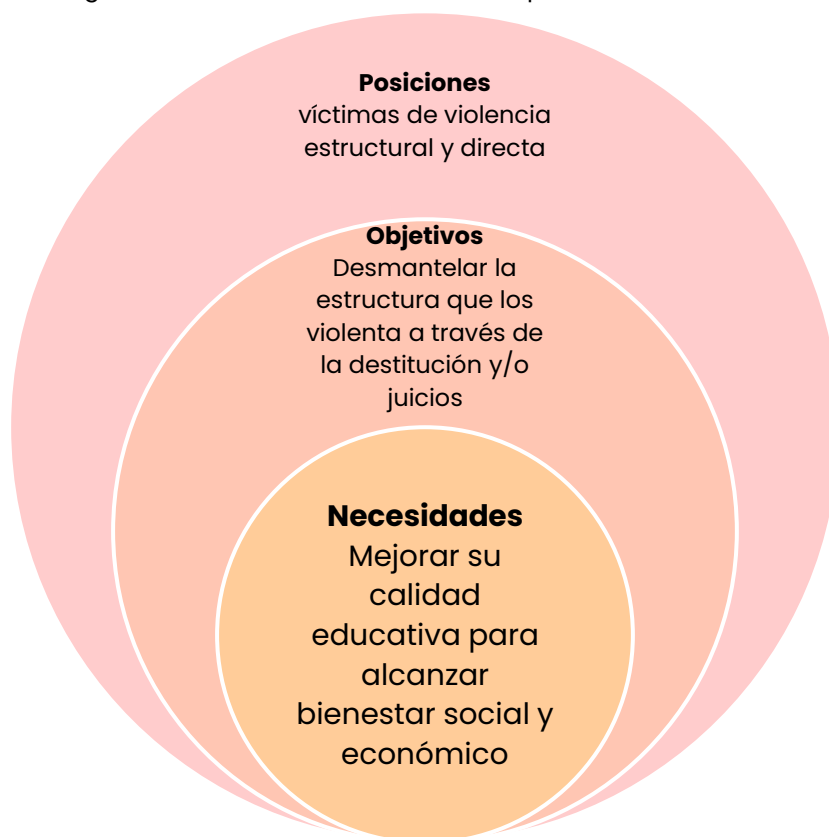 Posiciones
víctimas de violencia
estructural y directa
Objetivos
Desmantelar la
estructura que los
violenta a través de
la destitución y/o
juicios
Necesidades
Mejorar su
calidad
educativa para
alcanzar
bienestar social y
económico